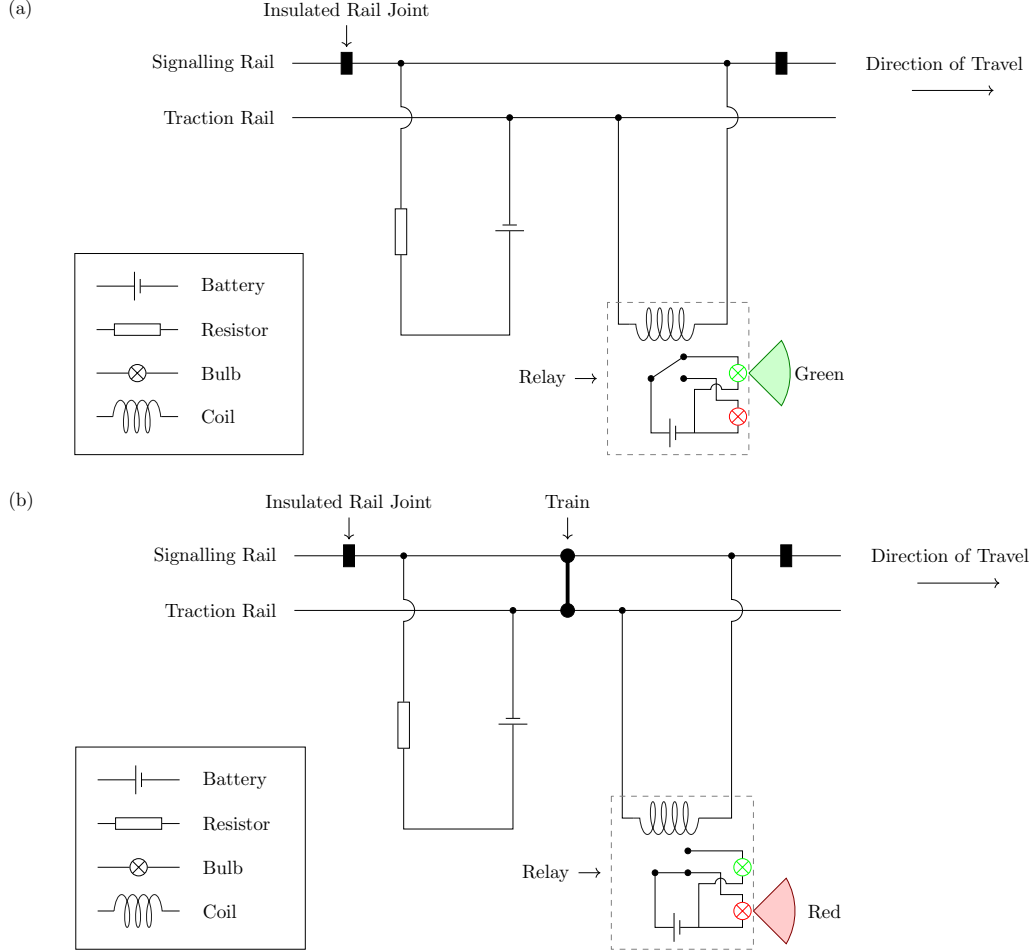 (a)
Insulated Rail Joint
Signalling Rail
Direction of Travel
Traction Rail
Battery
Resistor
Bulb
Coil
Relay
Green
(b)
Insulated Rail Joint
Train
Signalling Rail
Direction of Travel
Traction Rail
Battery
Resistor
Bulb
Coil
Relay
Red